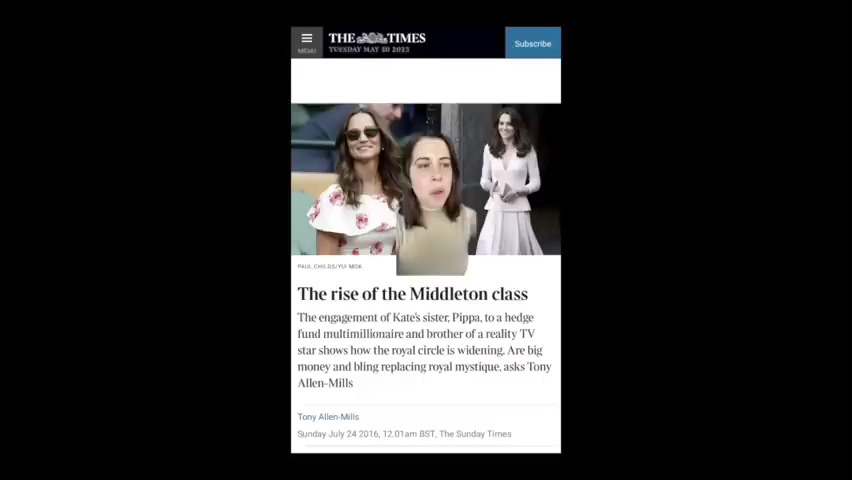 THE TIMES
MENU
TUESDAY MAY 30 2023
Subscribe
PAUL CHILDS/YUI MOK
The rise of the Middleton class
The engagement of Kate's sister, Pippa, to a hedge
fund multimillionaire and brother of a reality TV
star shows how the royal circle is widening. Are big
money and bling replacing royal mystique, asks Tony
Allen-Mills
Tony Allen-Mills
Sunday July 24 2016, 12.01am BST, The Sunday Times